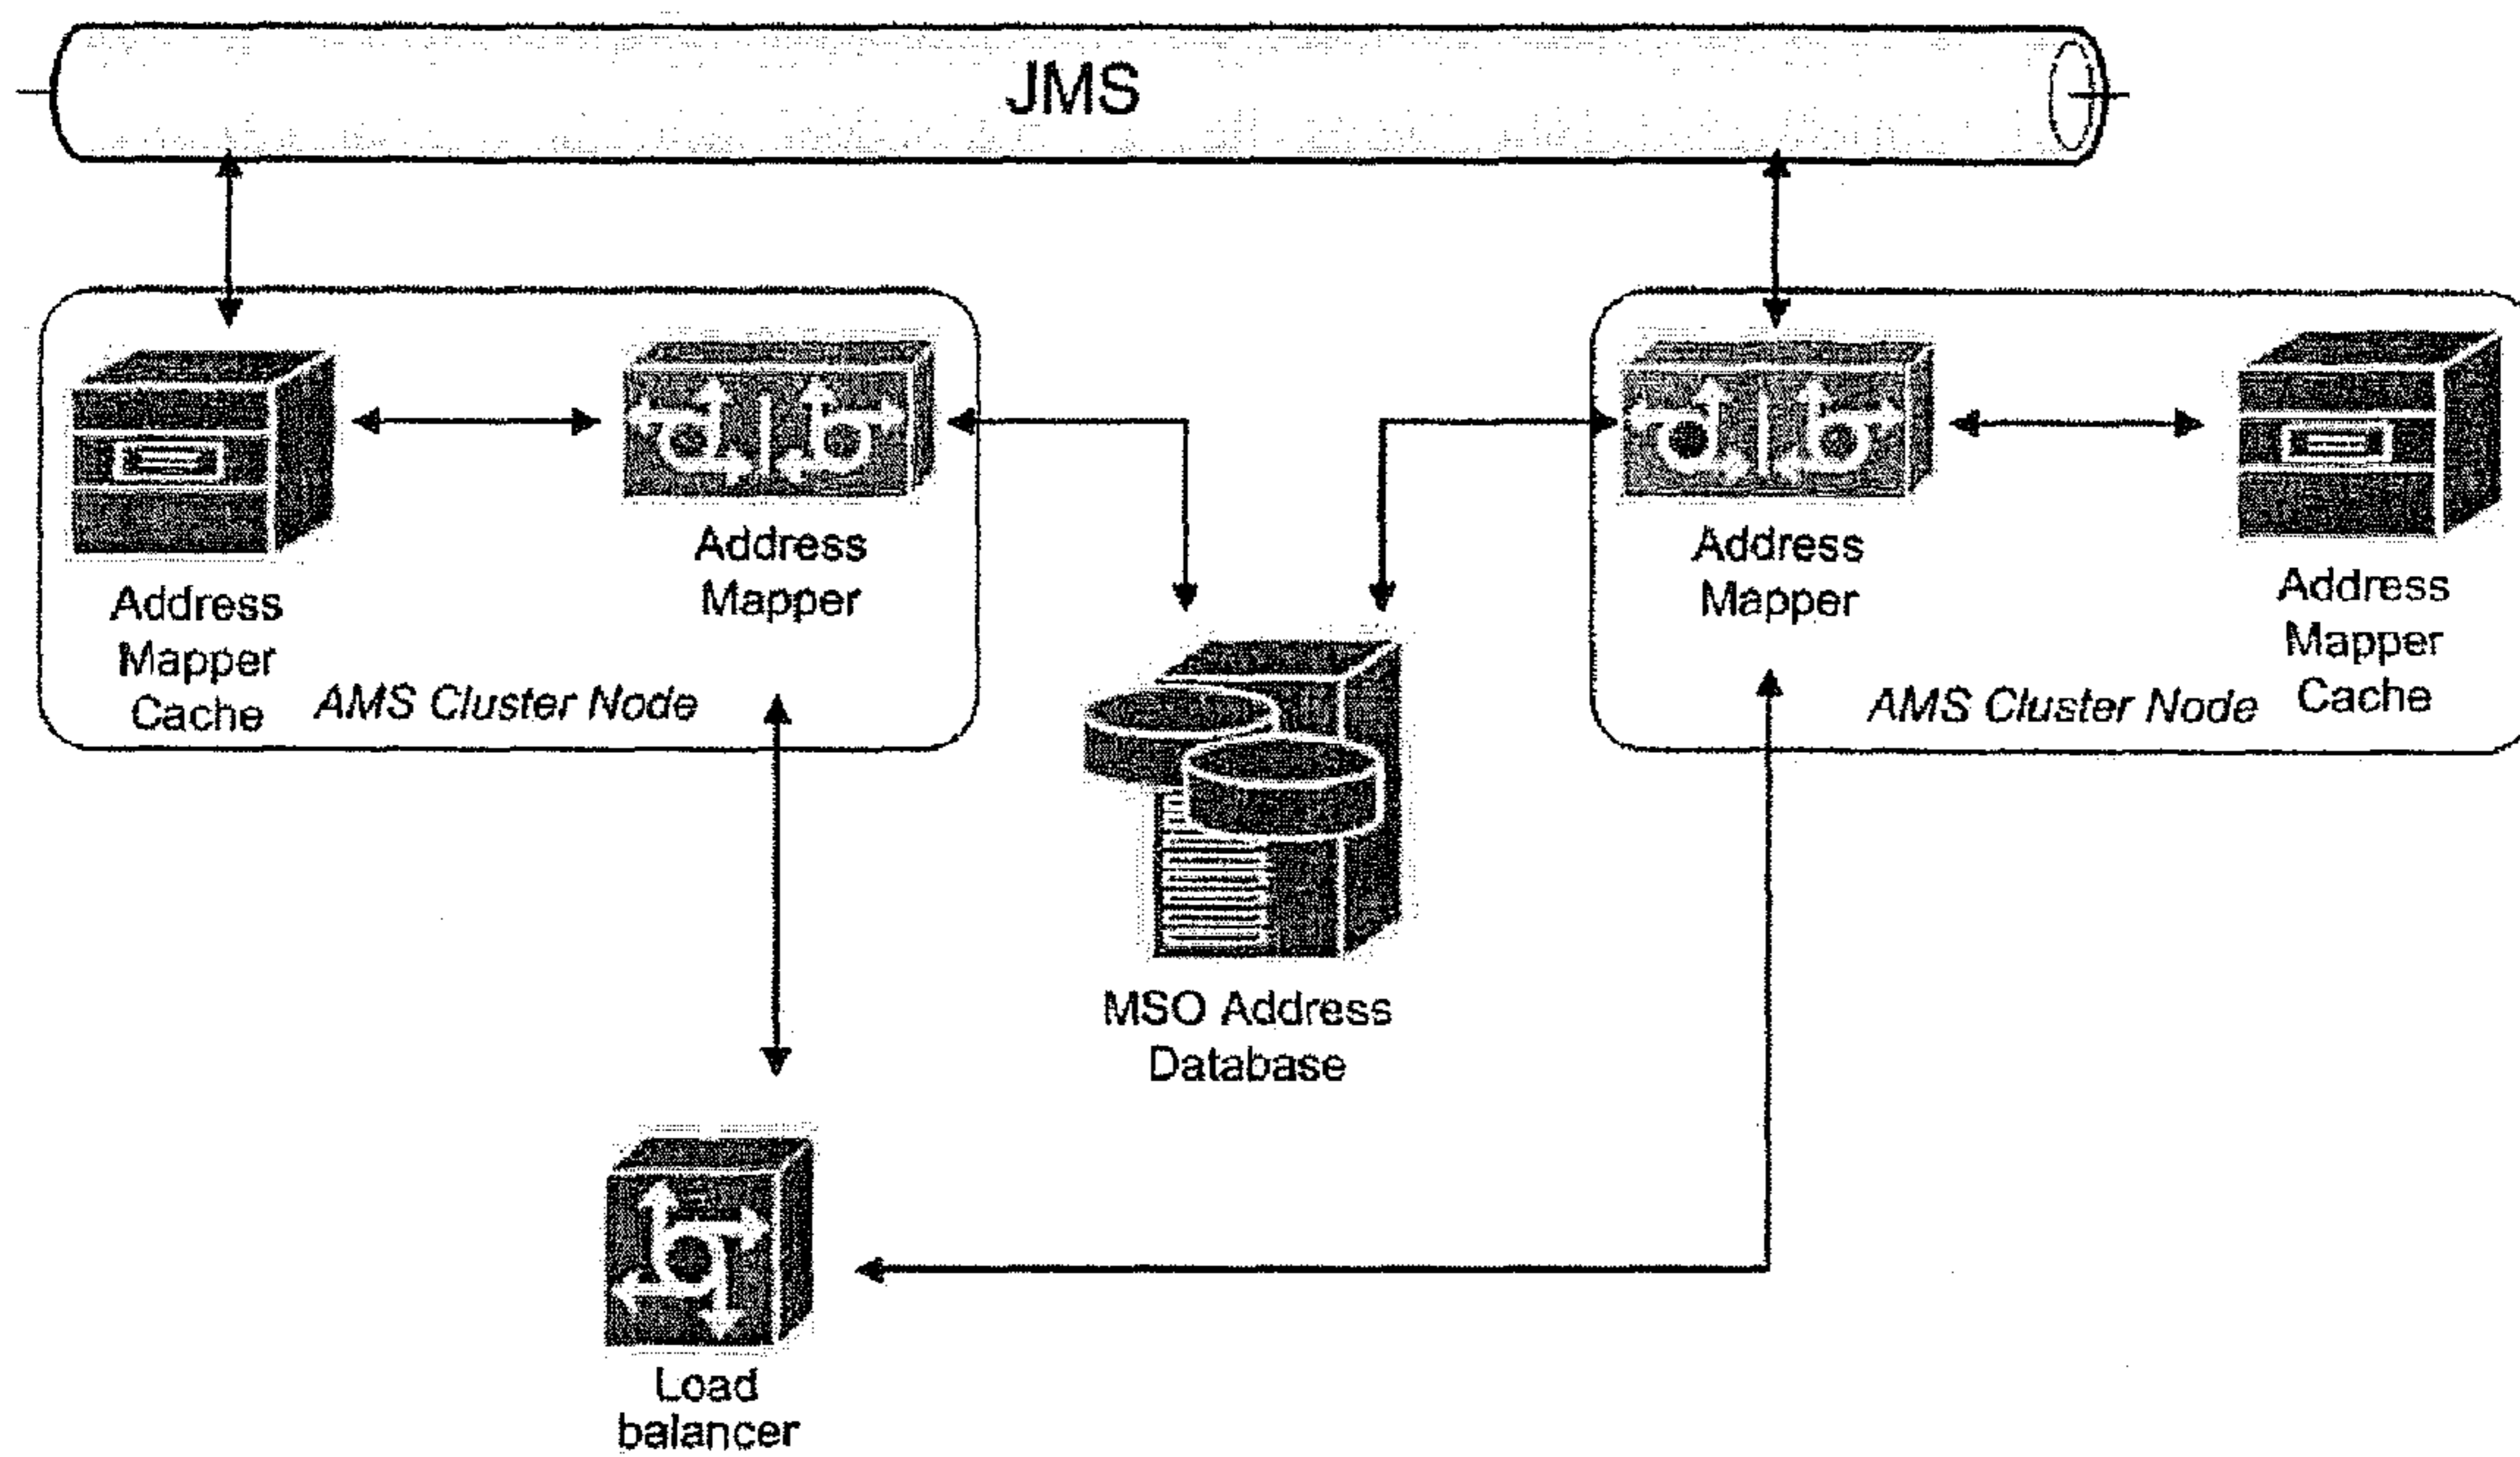 JMS
Address
Mapper
Address
Mapper
Cache
AMS Cluster Node
Address
Mapper
Address
Mapper
Cache
AMS Cluster Node
MSO Address
Database
Load
balancer